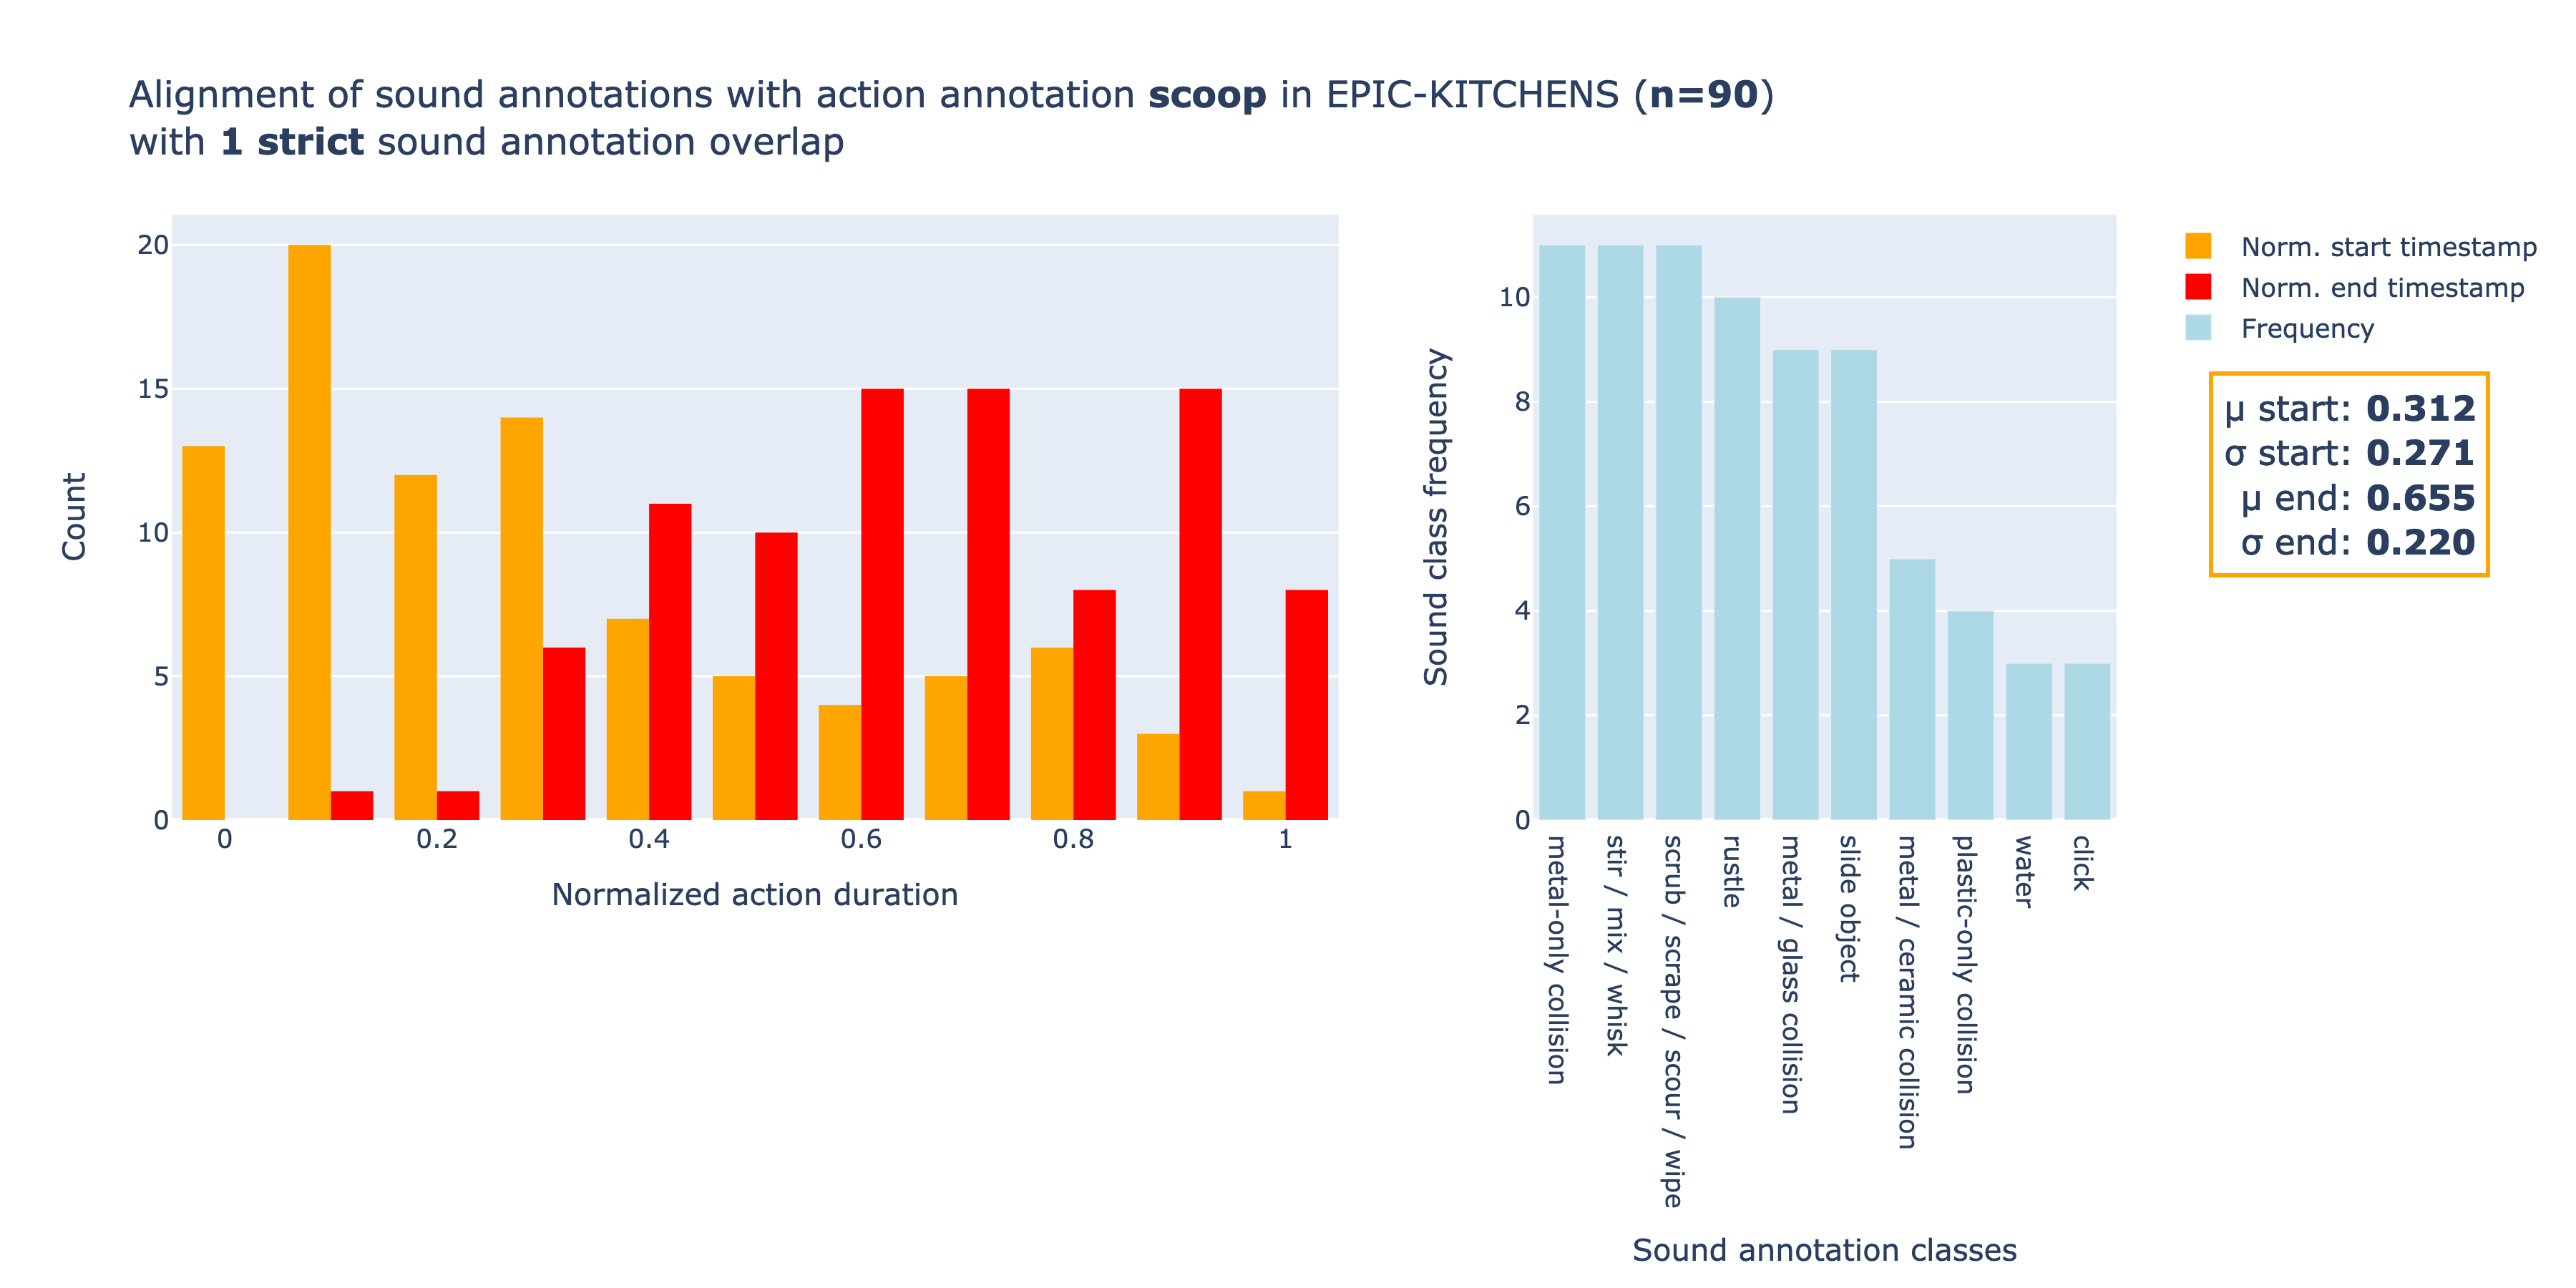 Alignment of sound annotations with action annotation scoop in EPIC-KITCHENS (n=90)
with 1 strict sound annotation overlap
20
15
10
5
0
Count
0 0.2 0.4 0.6 0.8 1
Normalized action duration
10
8
6
4
2
0
Sound class frequency
metal-only collision
stir / mix / whisk
scrub / scrape / scour / wipe
rustle
metal / glass collision
slide object
metal / ceramic collision
plastic-only collision
water
click
Sound annotation classes
Norm. start timestamp
Norm. end timestamp
Frequency
μ start: 0.312
σ start: 0.271
μ end: 0.655
σ end: 0.220